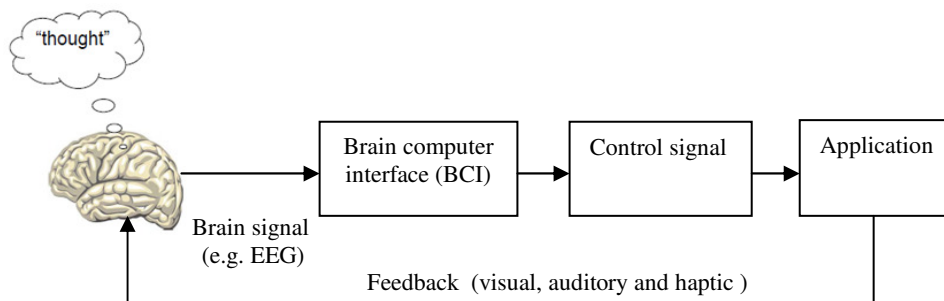 “thought”
Brain computer
interface (BCI)
Control signal
Application
Brain signal
(e.g. EEG)
Feedback (visual, auditory and haptic )